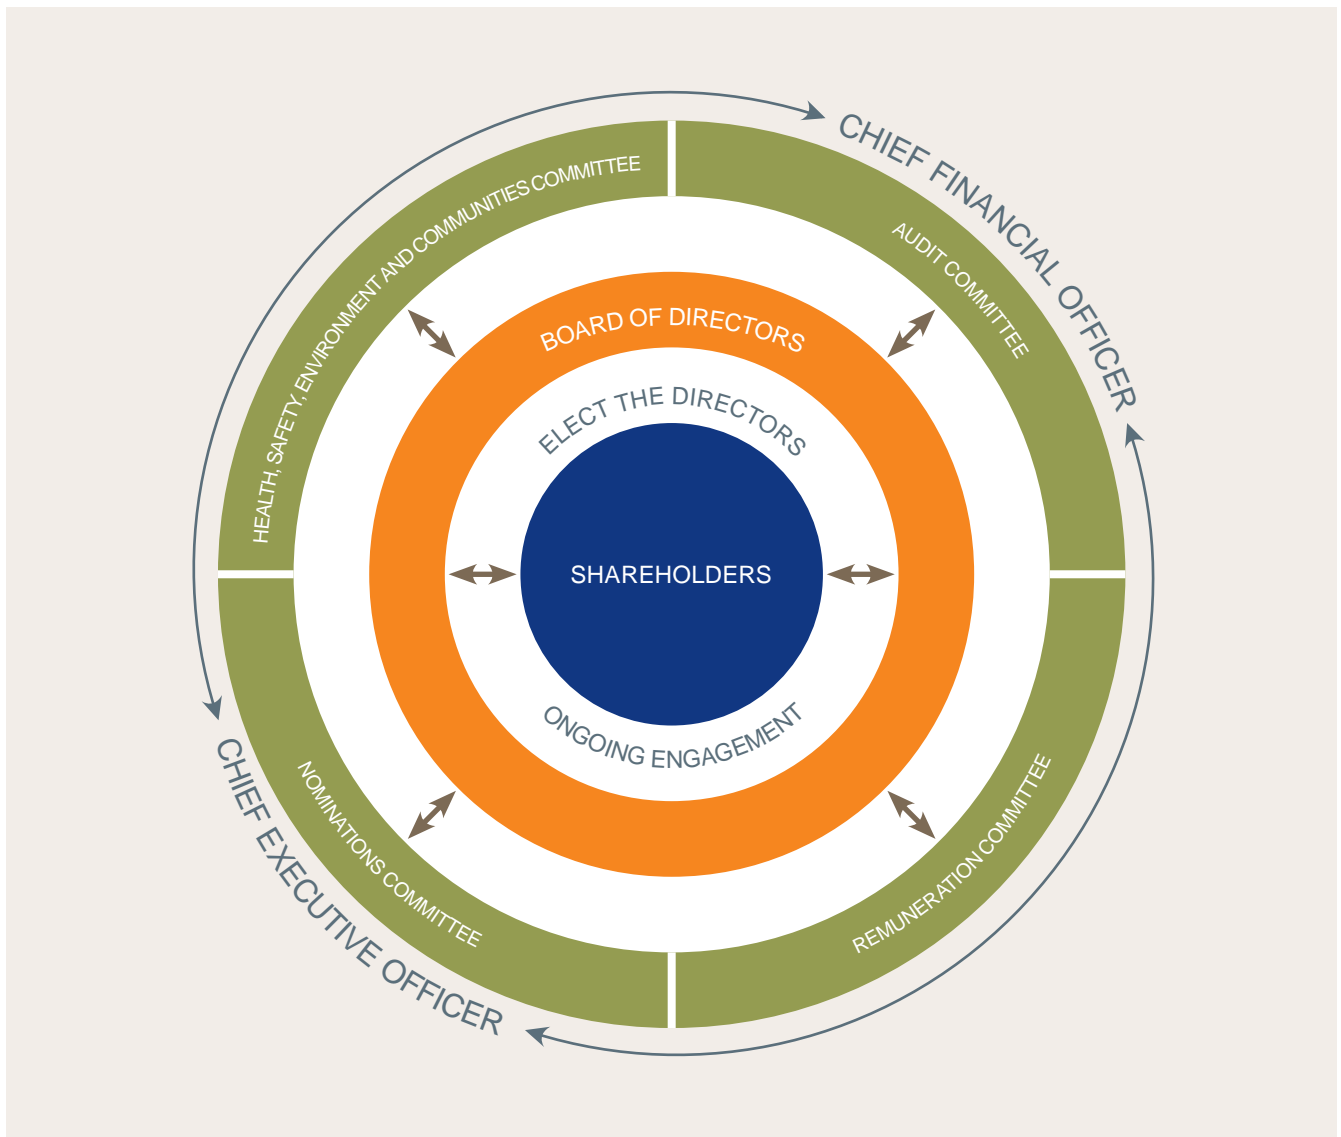 CHIEF FINANCIAL OFFICER
HEALTH, SAFETY, ENVIRONMENT AND COMMUNITIES COMMITTEE
AUDIT COMMITTEE
BOARD OF DIRECTORS
ELECT THE DIRECTORS
SHAREHOLDERS
ONGOING ENGAGEMENT
NOMINATIONS COMMITTEE
REMUNERATION COMMITTEE
CHIEF EXECUTIVE OFFICER